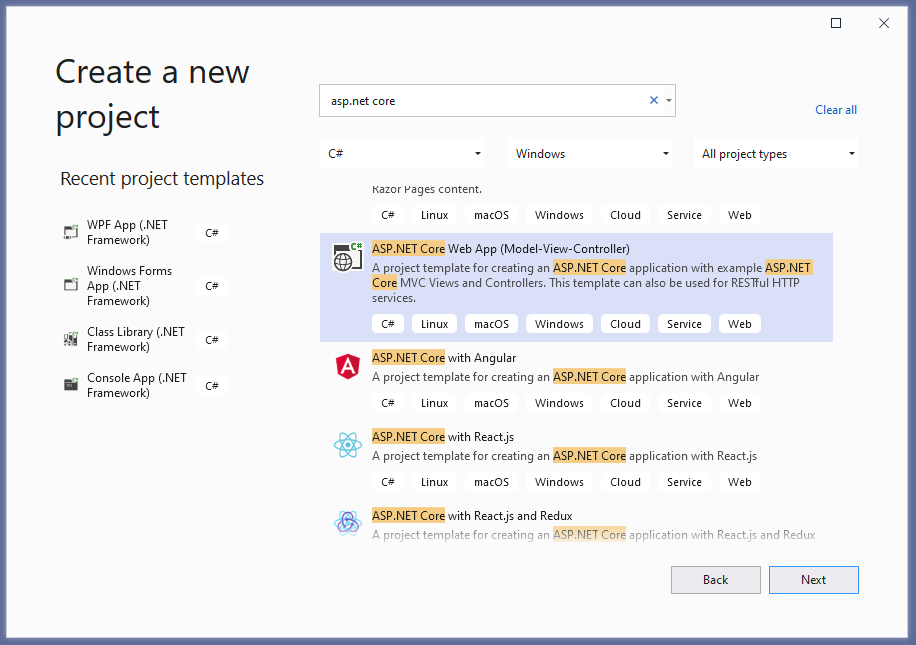 Create a new
project
asp.net core
Clear all
C#
Windows
All project types
Recent project templates
WPF App (.NET
Framework)
C#
Windows Forms
App (.NET
Framework)
C#
Class Library (.NET
Framework)
C#
Console App (.NET
Framework)
C#
Razor Pages content.
C# Linux macOS Windows Cloud Service Web
ASP.NET Core Web App (Model-View-Controller)
A project template for creating an ASP.NET Core application with example ASP.NET
Core MVC Views and Controllers. This template can also be used for RESTful HTTP
services.
C# Linux macOS Windows Cloud Service Web
ASP.NET Core with Angular
A project template for creating an ASP.NET Core application with Angular
C# Linux macOS Windows Cloud Service Web
ASP.NET Core with React.js
A project template for creating an ASP.NET Core application with React.js
C# Linux macOS Windows Cloud Service Web
ASP.NET Core with React.js and Redux
A project template for creating an ASP.NET Core application with React.js and Redux
Back
Next